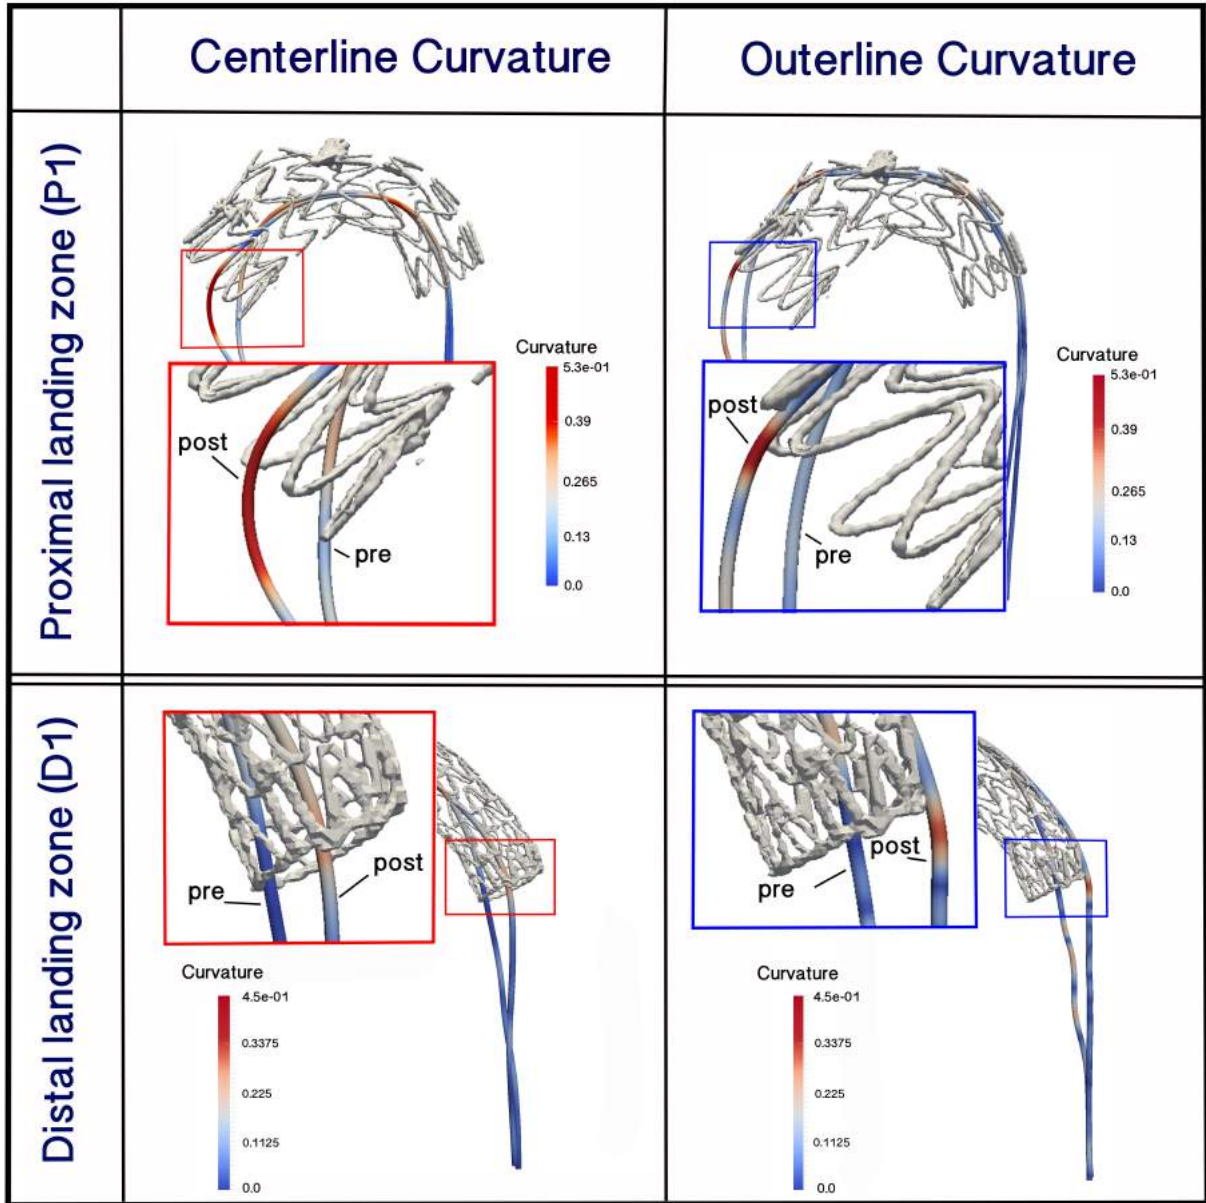 Centerline Curvature
Outerline Curvature
Proximal landing zone (P1)
post
pre
Curvature
5.3e-01
0.39
0.265
0.13
0.0
post
pre
Curvature
5.3e-01
0.39
0.265
0.13
0.0
Distal landing zone (D1)
pre
post
Curvature
4.5e-01
0.3375
0.225
0.1125
0.0
post
pre
Curvature
4.5e-01
0.3375
0.225
0.1125
0.0